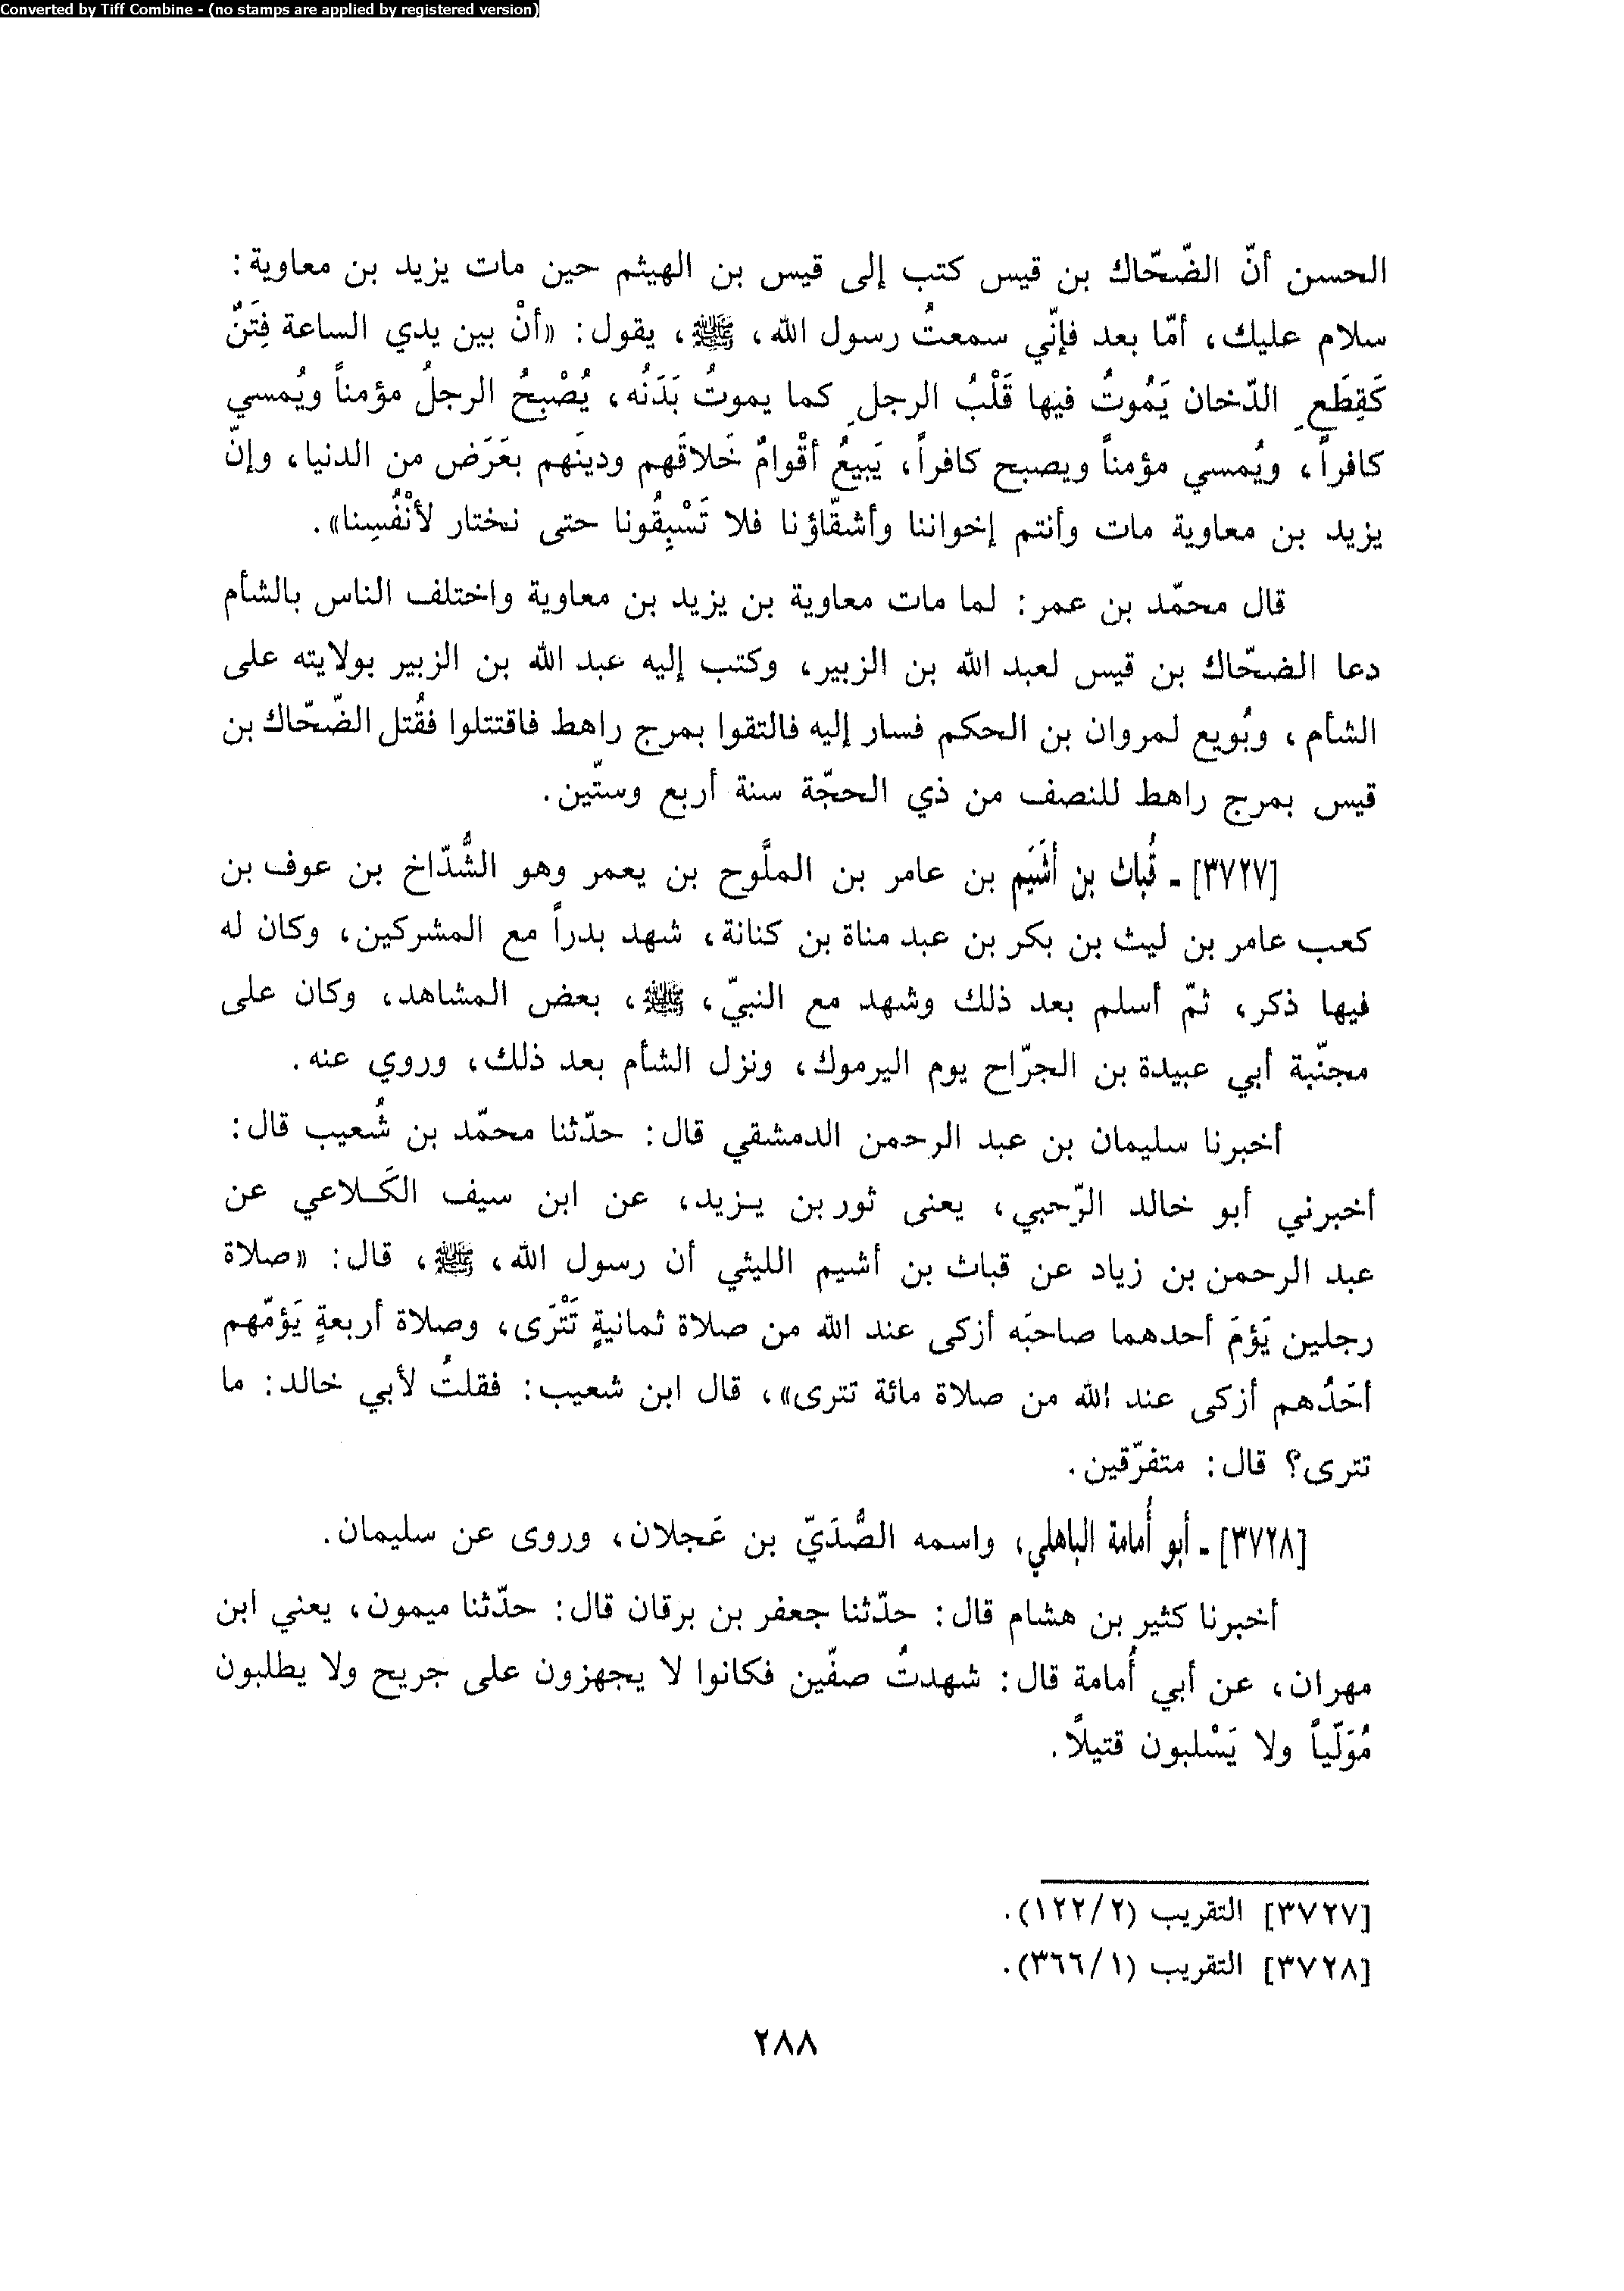 Converted by Tiff Combine - (no stamps are applied by registered version)
الحسن أنّ الضّحّاك بن قيس كتب إلى قيس بن الهيثم حين مات يزيد بن معاوية:
سلام عليك، أمّا بعد فإنّي سمعتُ رسول الله، ﷺ، يقول: «أنْ بين يدي الساعة فِتَنٌ
كَقِطَعِ الدّخان يَمُوتُ فيها قَلْبُ الرجلِ كما يموتُ بَدَنُه، يُصْبِحُ الرجلُ مؤمناً ويُمسي
كافراً، ويُمسي مؤمناً ويصبح كافراً، يَبيعُ أقْوامٌ خَلاقَهم ودينَهم بعَرَض من الدنيا، وإنّ
يزيد بن معاوية مات وأنتم إخواننا وأشقّاؤنا فلا تَسْبِقُونا حتى نختار لأنْفُسِنا».
قال محمّد بن عمر: لما مات معاوية بن يزيد بن معاوية واختلف الناس بالشأم
دعا الضحّاك بن قيس لعبد الله بن الزبير، وكتب إليه عبد الله بن الزبير بولايته على
الشأم، وبُويع لمروان بن الحكم فسار إليه فالتقوا بمرج راهط فاقتتلوا فقُتل الضّحّاك بن
قيس بمرج راهط للنصف من ذي الحجّة سنة أربع وستّين.
[٣٧٢٧] ـ قُباث بن أشَيَم بن عامر بن الملَّوح بن يعمر وهو الشُّدّاخ بن عوف بن
كعب عامر بن ليث بن بكر بن عبد مناة بن كنانة، شهد بدراً مع المشركين، وكان له
فيها ذكر، ثمّ أسلم بعد ذلك وشهد مع النبيّ، ﷺ، بعض المشاهد، وكان على
مجنّبة أبي عبيدة بن الجرّاح يوم اليرموك، ونزل الشأم بعد ذلك، وروي عنه.
أخبرنا سليمان بن عبد الرحمن الدمشقي قال: حدّثنا محمّد بن شُعيب قال:
أخبرني أبو خالد الرّحبي، يعنى ثور بن يـزيد، عن ابن سيف الكَـلاعي عن
عبد الرحمن بن زياد عن قباث بن أشيم الليثي أن رسول الله، ﷺ، قال: «صلاة
رجلين يَؤمَ أحدهما صاحبَه أزكى عند الله من صلاة ثمانيةٍ تَتْرَى، وصلاة أربعةٍ يَؤمّهم
أحَدُهم أزكى عند الله من صلاة مائة تترى»، قال ابن شعيب: فقلتُ لأبي خالد: ما
تترى؟ قال: متفرّقين.
[٣٧٢٨] ـ أبو أُمامة الباهلي، واسمه الصُّدَيّ بن عَجلان، وروى عن سليمان.
أخبرنا كثير بن هشام قال: حدّثنا جعفر بن برقان قال: حدّثنا ميمون، يعني ابن
مهران، عن أبي أُمامة قال: شهدتُ صفّين فكانوا لا يجهزون على جريح ولا يطلبون
مُوَلّياً ولا يَسْلبون قتيلًا.
[٣٧٢٧] التقريب (١٢٢/٢).
[٣٧٢٨] التقريب (٣٦٦/١).
٢٨٨